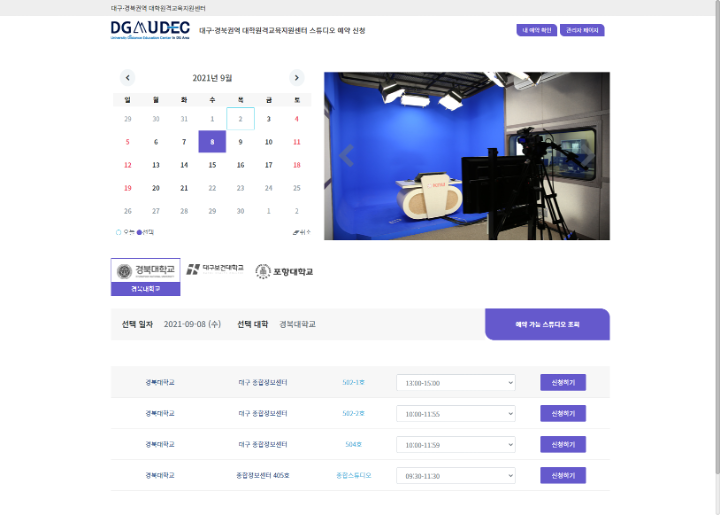 대구·경북권역 대학원격교육지원센터
DGAUDEC
대구·경북권역 대학원격교육지원센터 스튜디오 예약 신청
내 예약 확인
관리자 페이지
2021년 9월
일 월 화 수 목 금 토
29 30 31 1 2 3 4
5 6 7 8 9 10 11
12 13 14 15 16 17 18
19 20 21 22 23 24 25
26 27 28 29 30 1 2
오늘 선택
경북대학교 대구보건대학교 포항대학교
경북대학교
선택 일자 2021-09-08 (수) 선택 대학 경북대학교
예약 가능 스튜디오 조회
경북대학교 대구 종합정보센터 502-1호 13:00-15:00 신청하기
경북대학교 대구 종합정보센터 502-2호 10:00-11:55 신청하기
경북대학교 대구 종합정보센터 504호 10:00-11:59 신청하기
경북대학교 종합정보센터 405호 종합스튜디오 09:30-11:30 신청하기